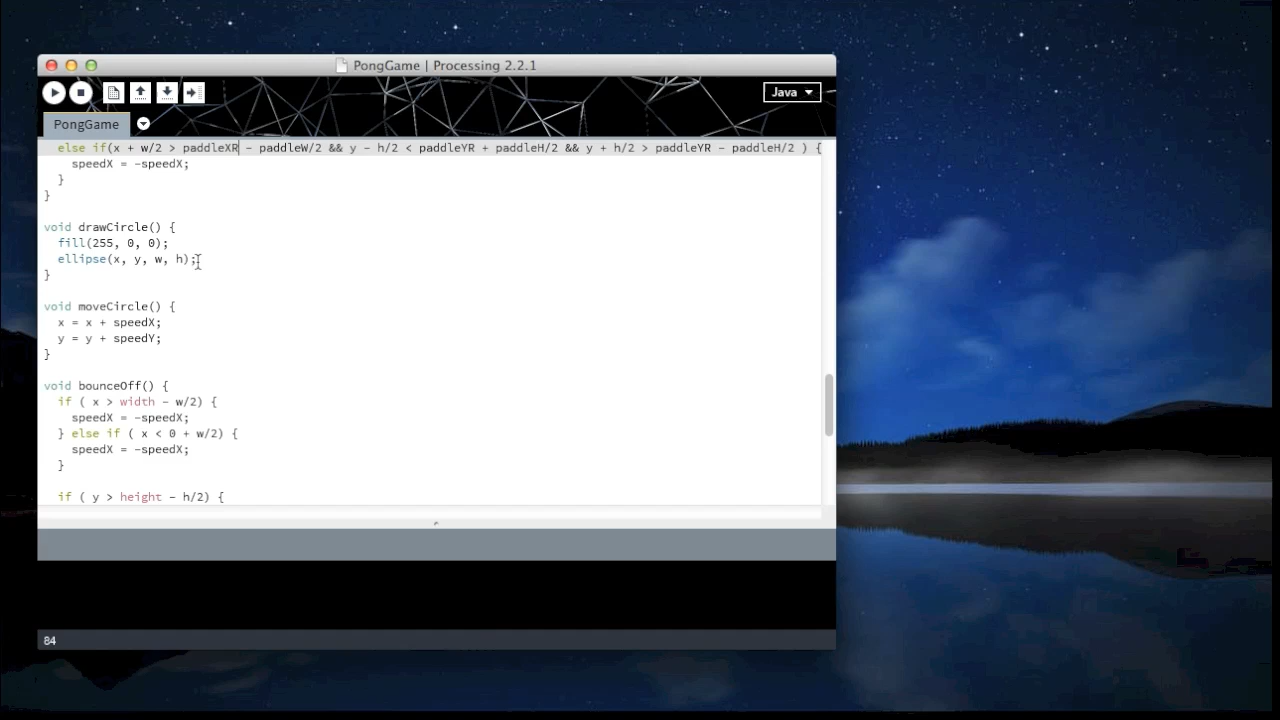 PongGame | Processing 2.2.1
Java
PongGame
else if(x + w/2 > paddleXR - paddleW/2 && y - h/2 < paddleYR + paddleH/2 && y + h/2 > paddleYR - paddleH/2 ) {
speedX = -speedX;
}
}
void drawCircle() {
fill(255, 0, 0);
ellipse(x, y, w, h);
}
void moveCircle() {
x = x + speedX;
y = y + speedY;
}
void bounceOff() {
if ( x > width - w/2) {
speedX = -speedX;
} else if ( x < 0 + w/2) {
speedX = -speedX;
}
if ( y > height - h/2) {
84